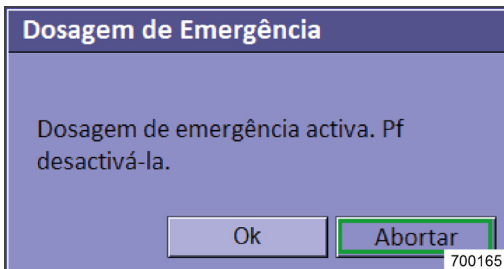 Dosagem de Emergência
Dosagem de emergência activa. Pf
desactivá-la.
Ok
Abortar
700165